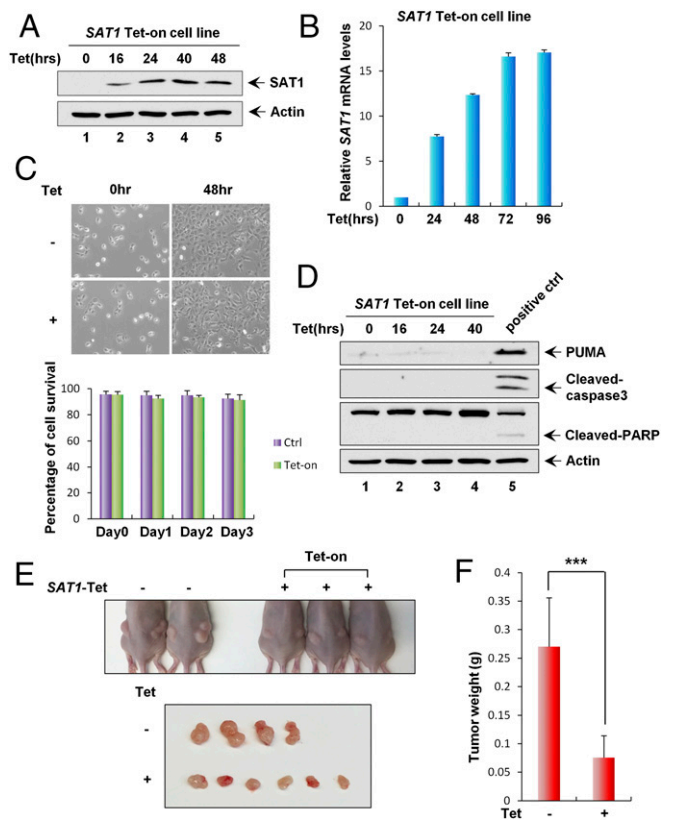 A
SAT1 Tet-on cell line
Tet(hrs) 0 16 24 40 48
SAT1
Actin
1 2 3 4 5
B
SAT1 Tet-on cell line
Relative SAT1 mRNA levels
20
15
10
5
0
Tet(hrs) 0 24 48 72 96
C
Tet 0hr 48hr
-
+
Percentage of cell survival
100
80
60
40
20
0
Day0 Day1 Day2 Day3
Ctrl
Tet-on
D
SAT1 Tet-on cell line
positive ctrl
Tet(hrs) 0 16 24 40
PUMA
Cleaved-
caspase3
Cleaved-PARP
Actin
1 2 3 4 5
E
Tet-on
SAT1-Tet - - + + +
Tet
-
+
F
***
Tumor weight (g)
0.4
0.35
0.3
0.25
0.2
0.15
0.1
0.05
0
Tet - +